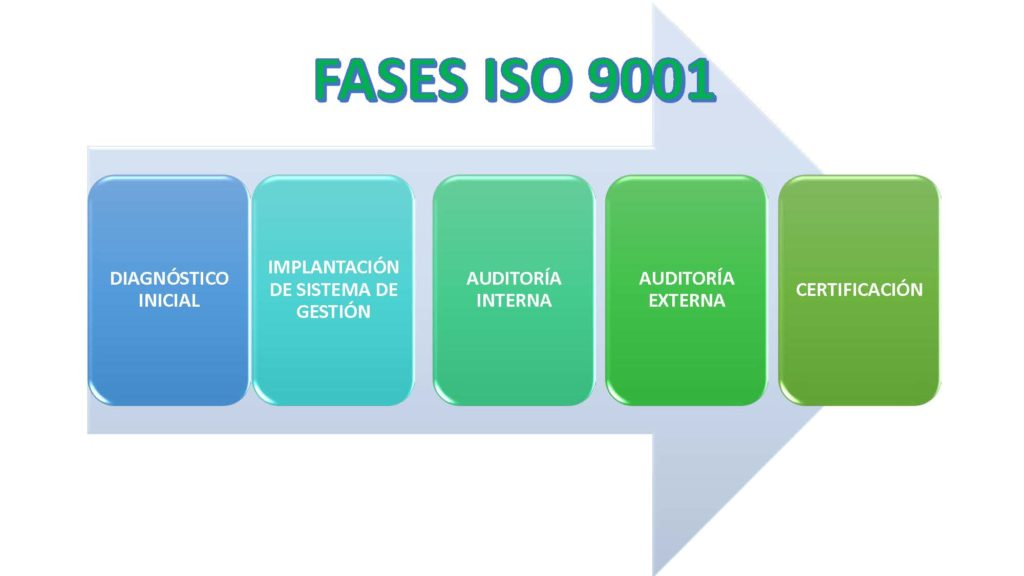 FASES ISO 9001
DIAGNÓSTICO
INICIAL
IMPLANTACIÓN
DE SISTEMA DE
GESTIÓN
AUDITORÍA
INTERNA
AUDITORÍA
EXTERNA
CERTIFICACIÓN